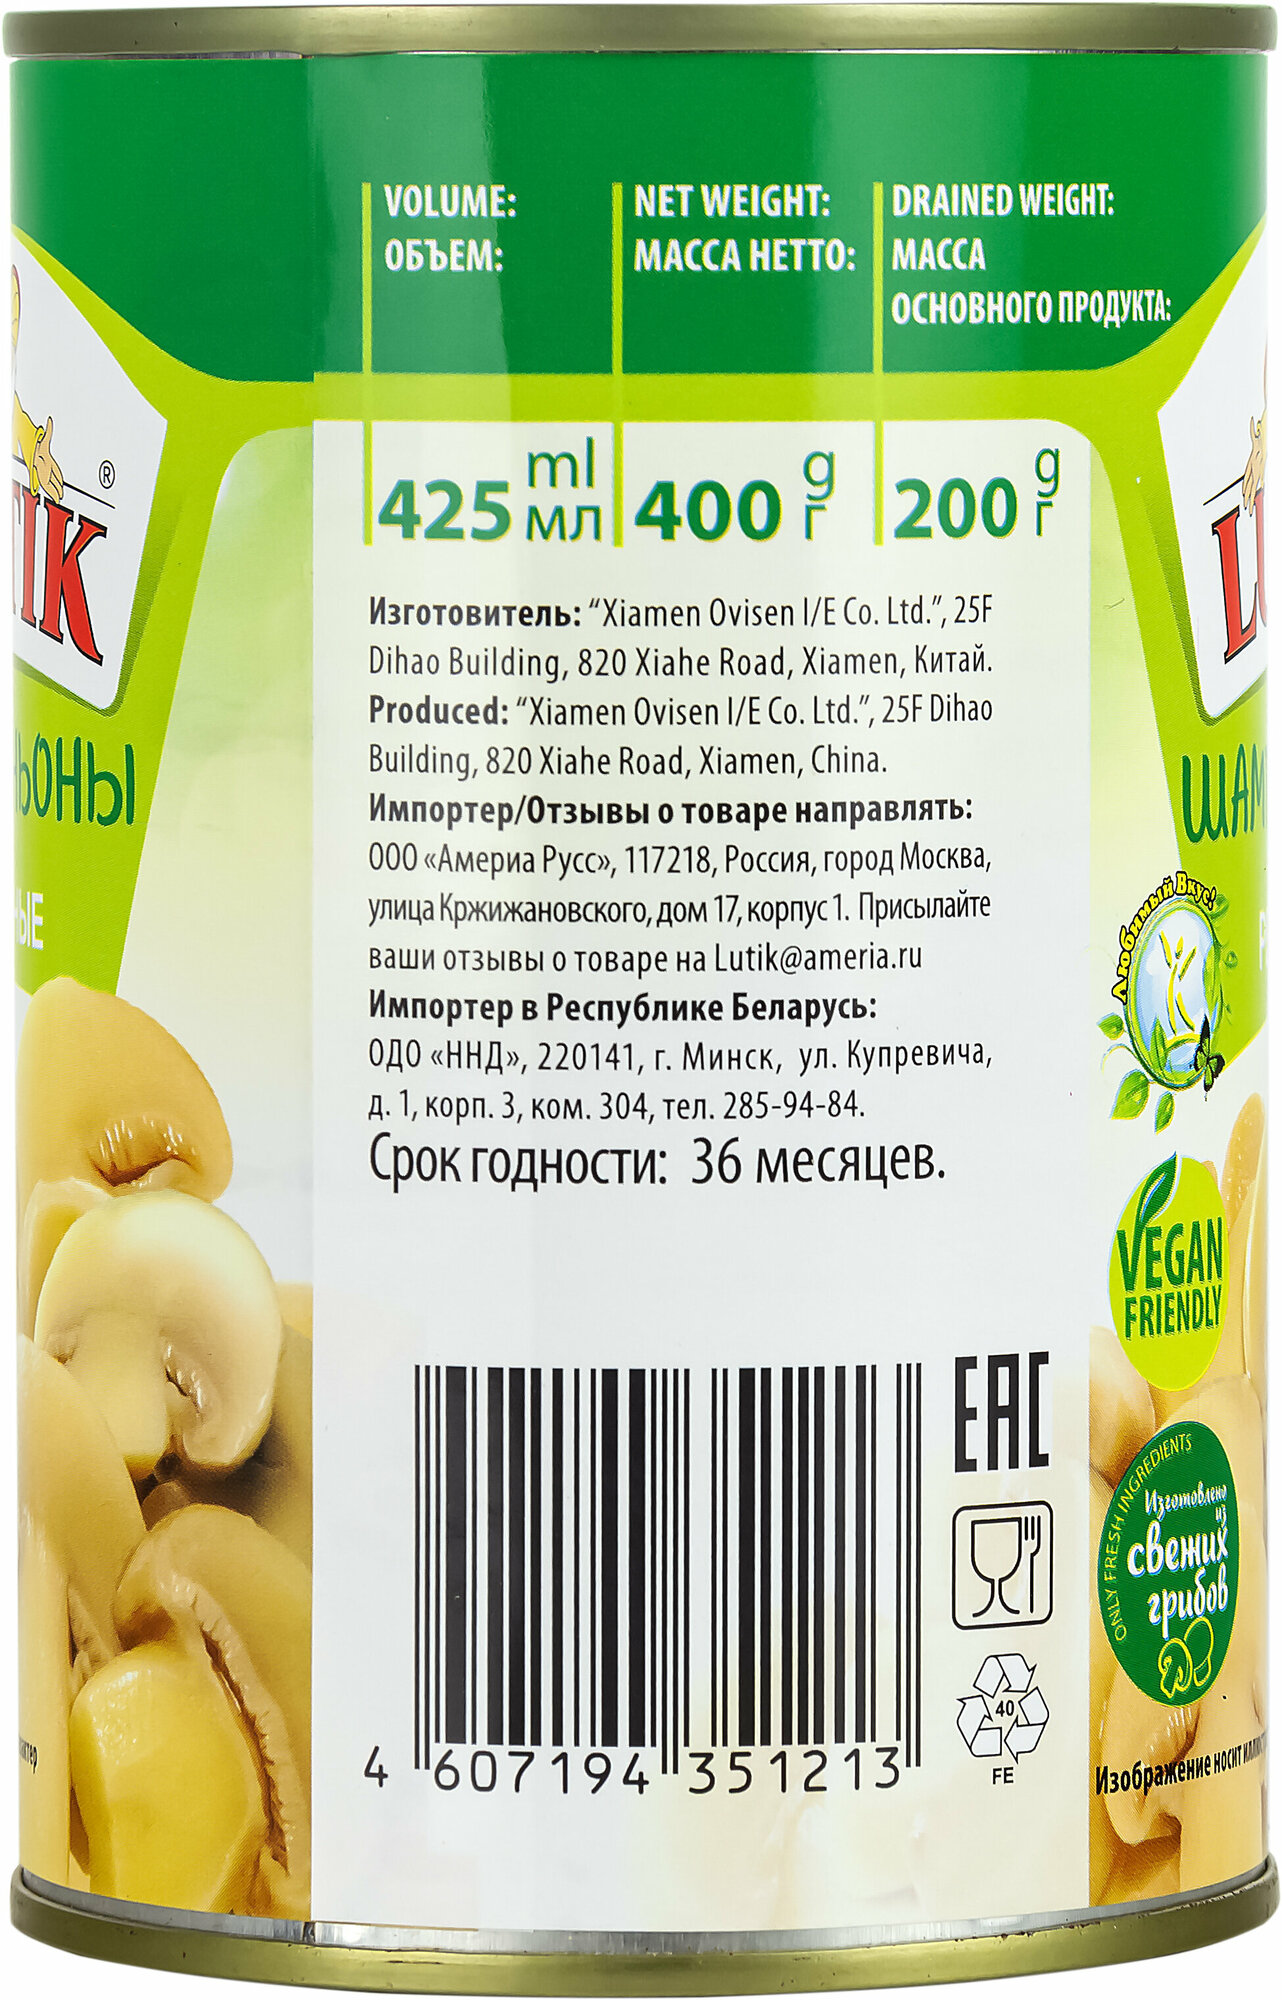 VOLUME:
ОБЪЕМ:
NET WEIGHT:
МАССА НЕТТО:
DRAINED WEIGHT:
МАССА
ОСНОВНОГО ПРОДУКТА:
425 ml
мл
400 g
г
200 g
г
Изготовитель: “Xiamen Ovisen I/E Co. Ltd.”, 25F
Dihao Building, 820 Xiahe Road, Xiamen, Китай.
Produced: “Xiamen Ovisen I/E Co. Ltd.”, 25F Dihao
Building, 820 Xiahe Road, Xiamen, China.
Импортер/Отзывы о товаре направлять:
ООО «Америа Русс», 117218, Россия, город Москва,
улица Кржижановского, дом 17, корпус 1. Присылайте
ваши отзывы о товаре на Lutik@ameria.ru
Импортер в Республике Беларусь:
ОДО «ННД», 220141, г. Минск, ул. Купревича,
д. 1, корп. 3, ком. 304, тел. 285-94-84.
Срок годности: 36 месяцев.
4 607194 351213
EAC
40
FE
®
Любимый Вкус!
VEGAN
FRIENDLY
ONLY FRESH INGREDIENTS
Изготовлено
из
свежих
грибов
Изображение носит